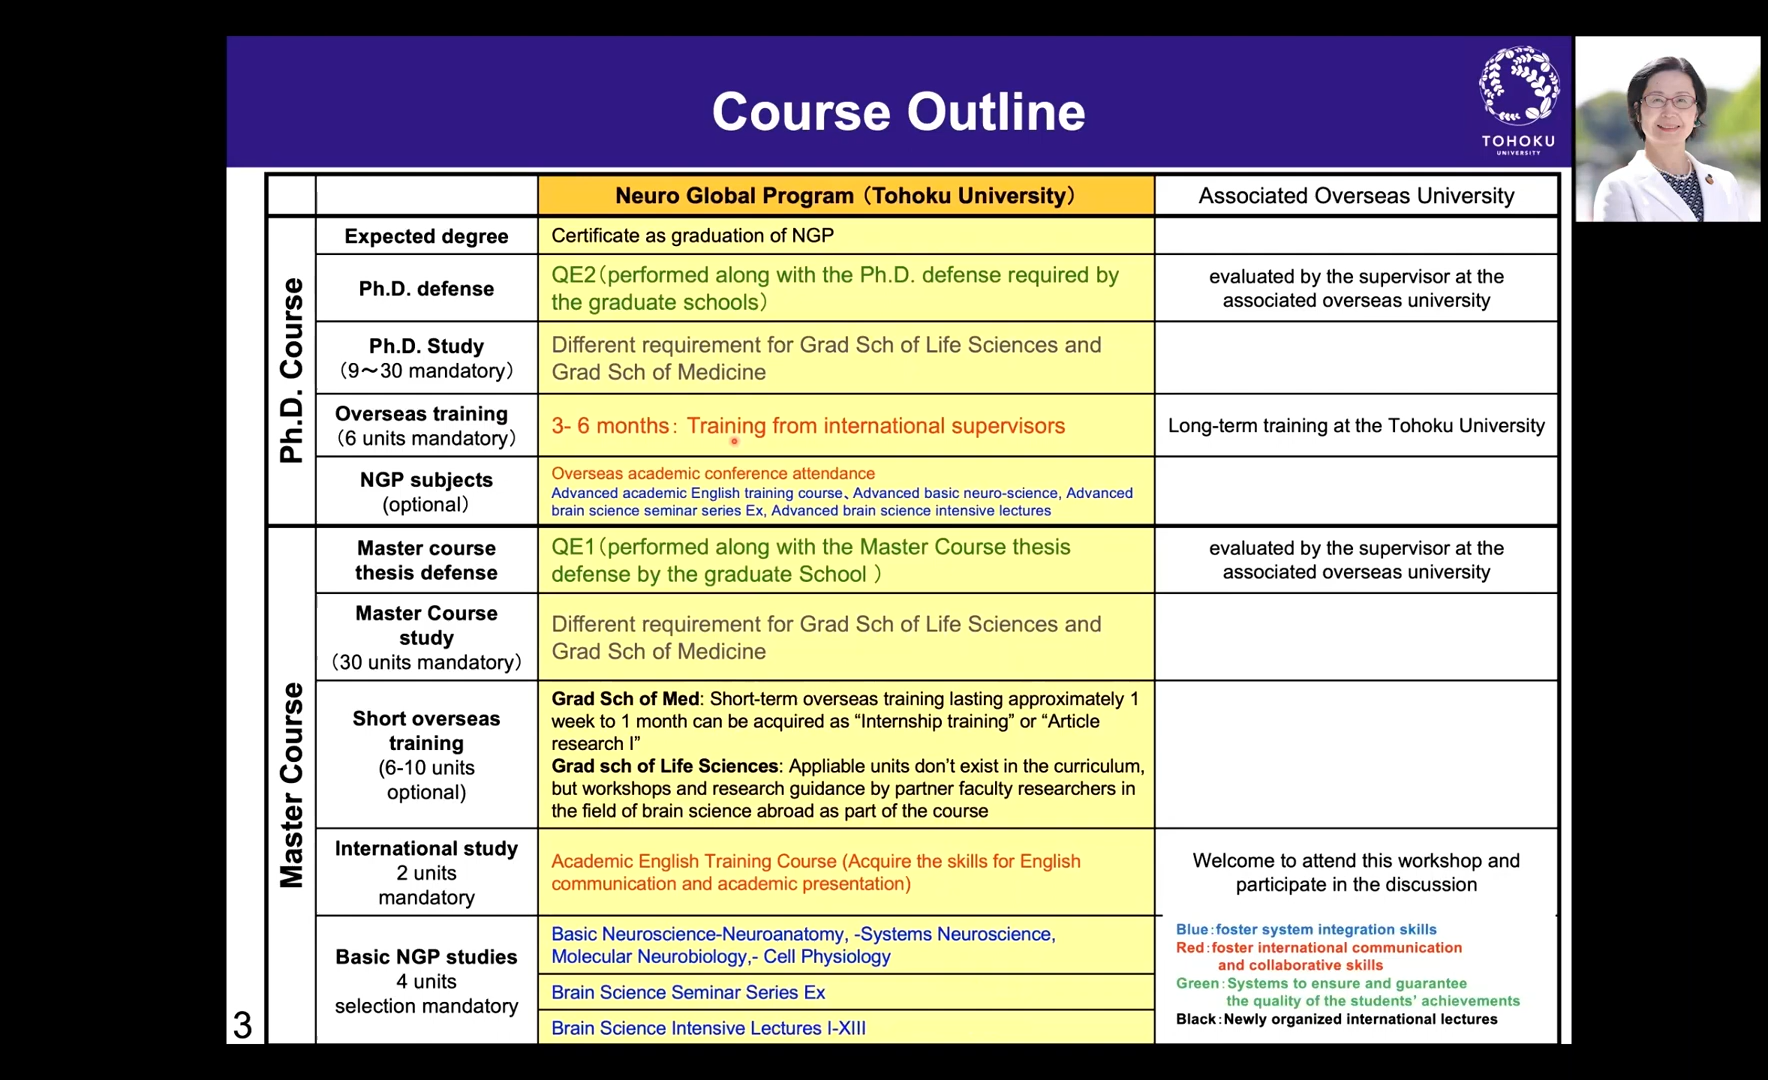 Course Outline
TOHOKU
UNIVERSITY
Neuro Global Program（Tohoku University）
Associated Overseas University
Ph.D. Course
Expected degree
Certificate as graduation of NGP
Ph.D. defense
QE2（performed along with the Ph.D. defense required by
the graduate schools）
evaluated by the supervisor at the
associated overseas university
Ph.D. Study
（9〜30 mandatory）
Different requirement for Grad Sch of Life Sciences and
Grad Sch of Medicine
Overseas training
（6 units mandatory）
3- 6 months： Training from international supervisors
Long-term training at the Tohoku University
NGP subjects
(optional）
Overseas academic conference attendance
Advanced academic English training course、Advanced basic neuro-science, Advanced
brain science seminar series Ex, Advanced brain science intensive lectures
Master Course
Master course
thesis defense
QE1（performed along with the Master Course thesis
defense by the graduate School ）
evaluated by the supervisor at the
associated overseas university
Master Course
study
（30 units mandatory）
Different requirement for Grad Sch of Life Sciences and
Grad Sch of Medicine
Short overseas
training
(6-10 units
optional)
Grad Sch of Med: Short-term overseas training lasting approximately 1
week to 1 month can be acquired as “Internship training” or “Article
research I”
Grad sch of Life Sciences: Appliable units don’t exist in the curriculum,
but workshops and research guidance by partner faculty researchers in
the field of brain science abroad as part of the course
International study
2 units
mandatory
Academic English Training Course (Acquire the skills for English
communication and academic presentation)
Welcome to attend this workshop and
participate in the discussion
Basic NGP studies
4 units
selection mandatory
Basic Neuroscience-Neuroanatomy, -Systems Neuroscience,
Molecular Neurobiology,- Cell Physiology
Brain Science Seminar Series Ex
Brain Science Intensive Lectures I-XIII
Blue：foster system integration skills
Red：foster international communication
and collaborative skills
Green：Systems to ensure and guarantee
the quality of the students’ achievements
Black：Newly organized international lectures
3